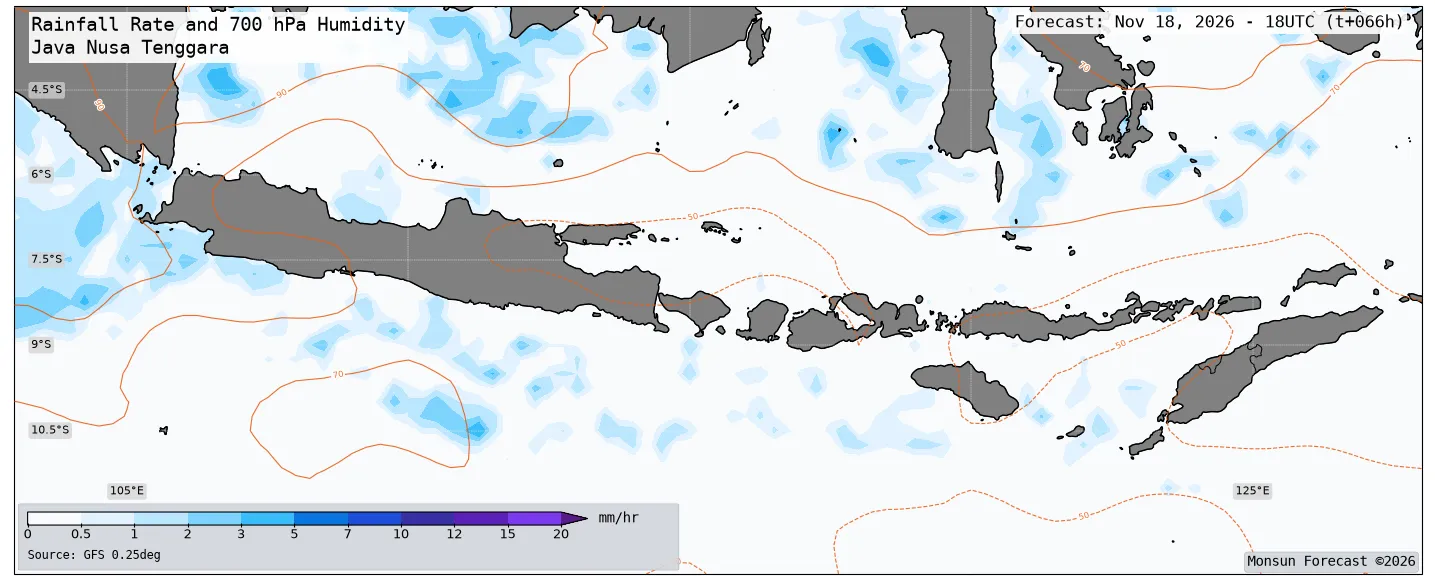 Rainfall Rate and 700 hPa Humidity
Java Nusa Tenggara
Forecast: Nov 18, 2026 - 18UTC (t+066h)
70
4.5°S
90
90
70
6°S
50
7.5°S
9°S
50
70
10.5°S
105°E
125°E
50
mm/hr
0 0.5 1 2 3 5 7 10 12 15 20
Source: GFS 0.25deg
Monsun Forecast ©2026